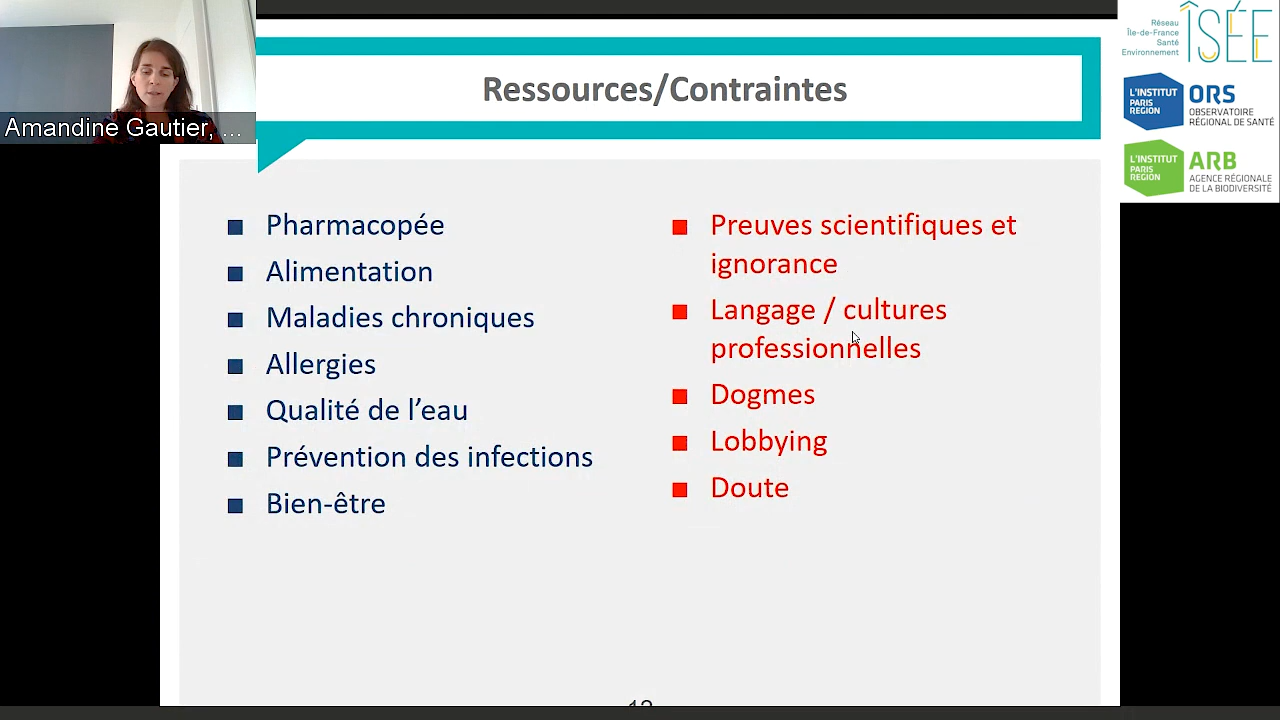 Amandine Gautier, ...
Ressources/Contraintes
Réseau
Île-de-France
Santé
Environnement
ÎSÉE
L'INSTITUT
PARIS
REGION
ORS
OBSERVATOIRE
RÉGIONAL DE SANTÉ
L'INSTITUT
PARIS
REGION
ARB
AGENCE RÉGIONALE
DE LA BIODIVERSITÉ
Pharmacopée
Alimentation
Maladies chroniques
Allergies
Qualité de l’eau
Prévention des infections
Bien-être
Preuves scientifiques et
ignorance
Langage / cultures
professionnelles
Dogmes
Lobbying
Doute